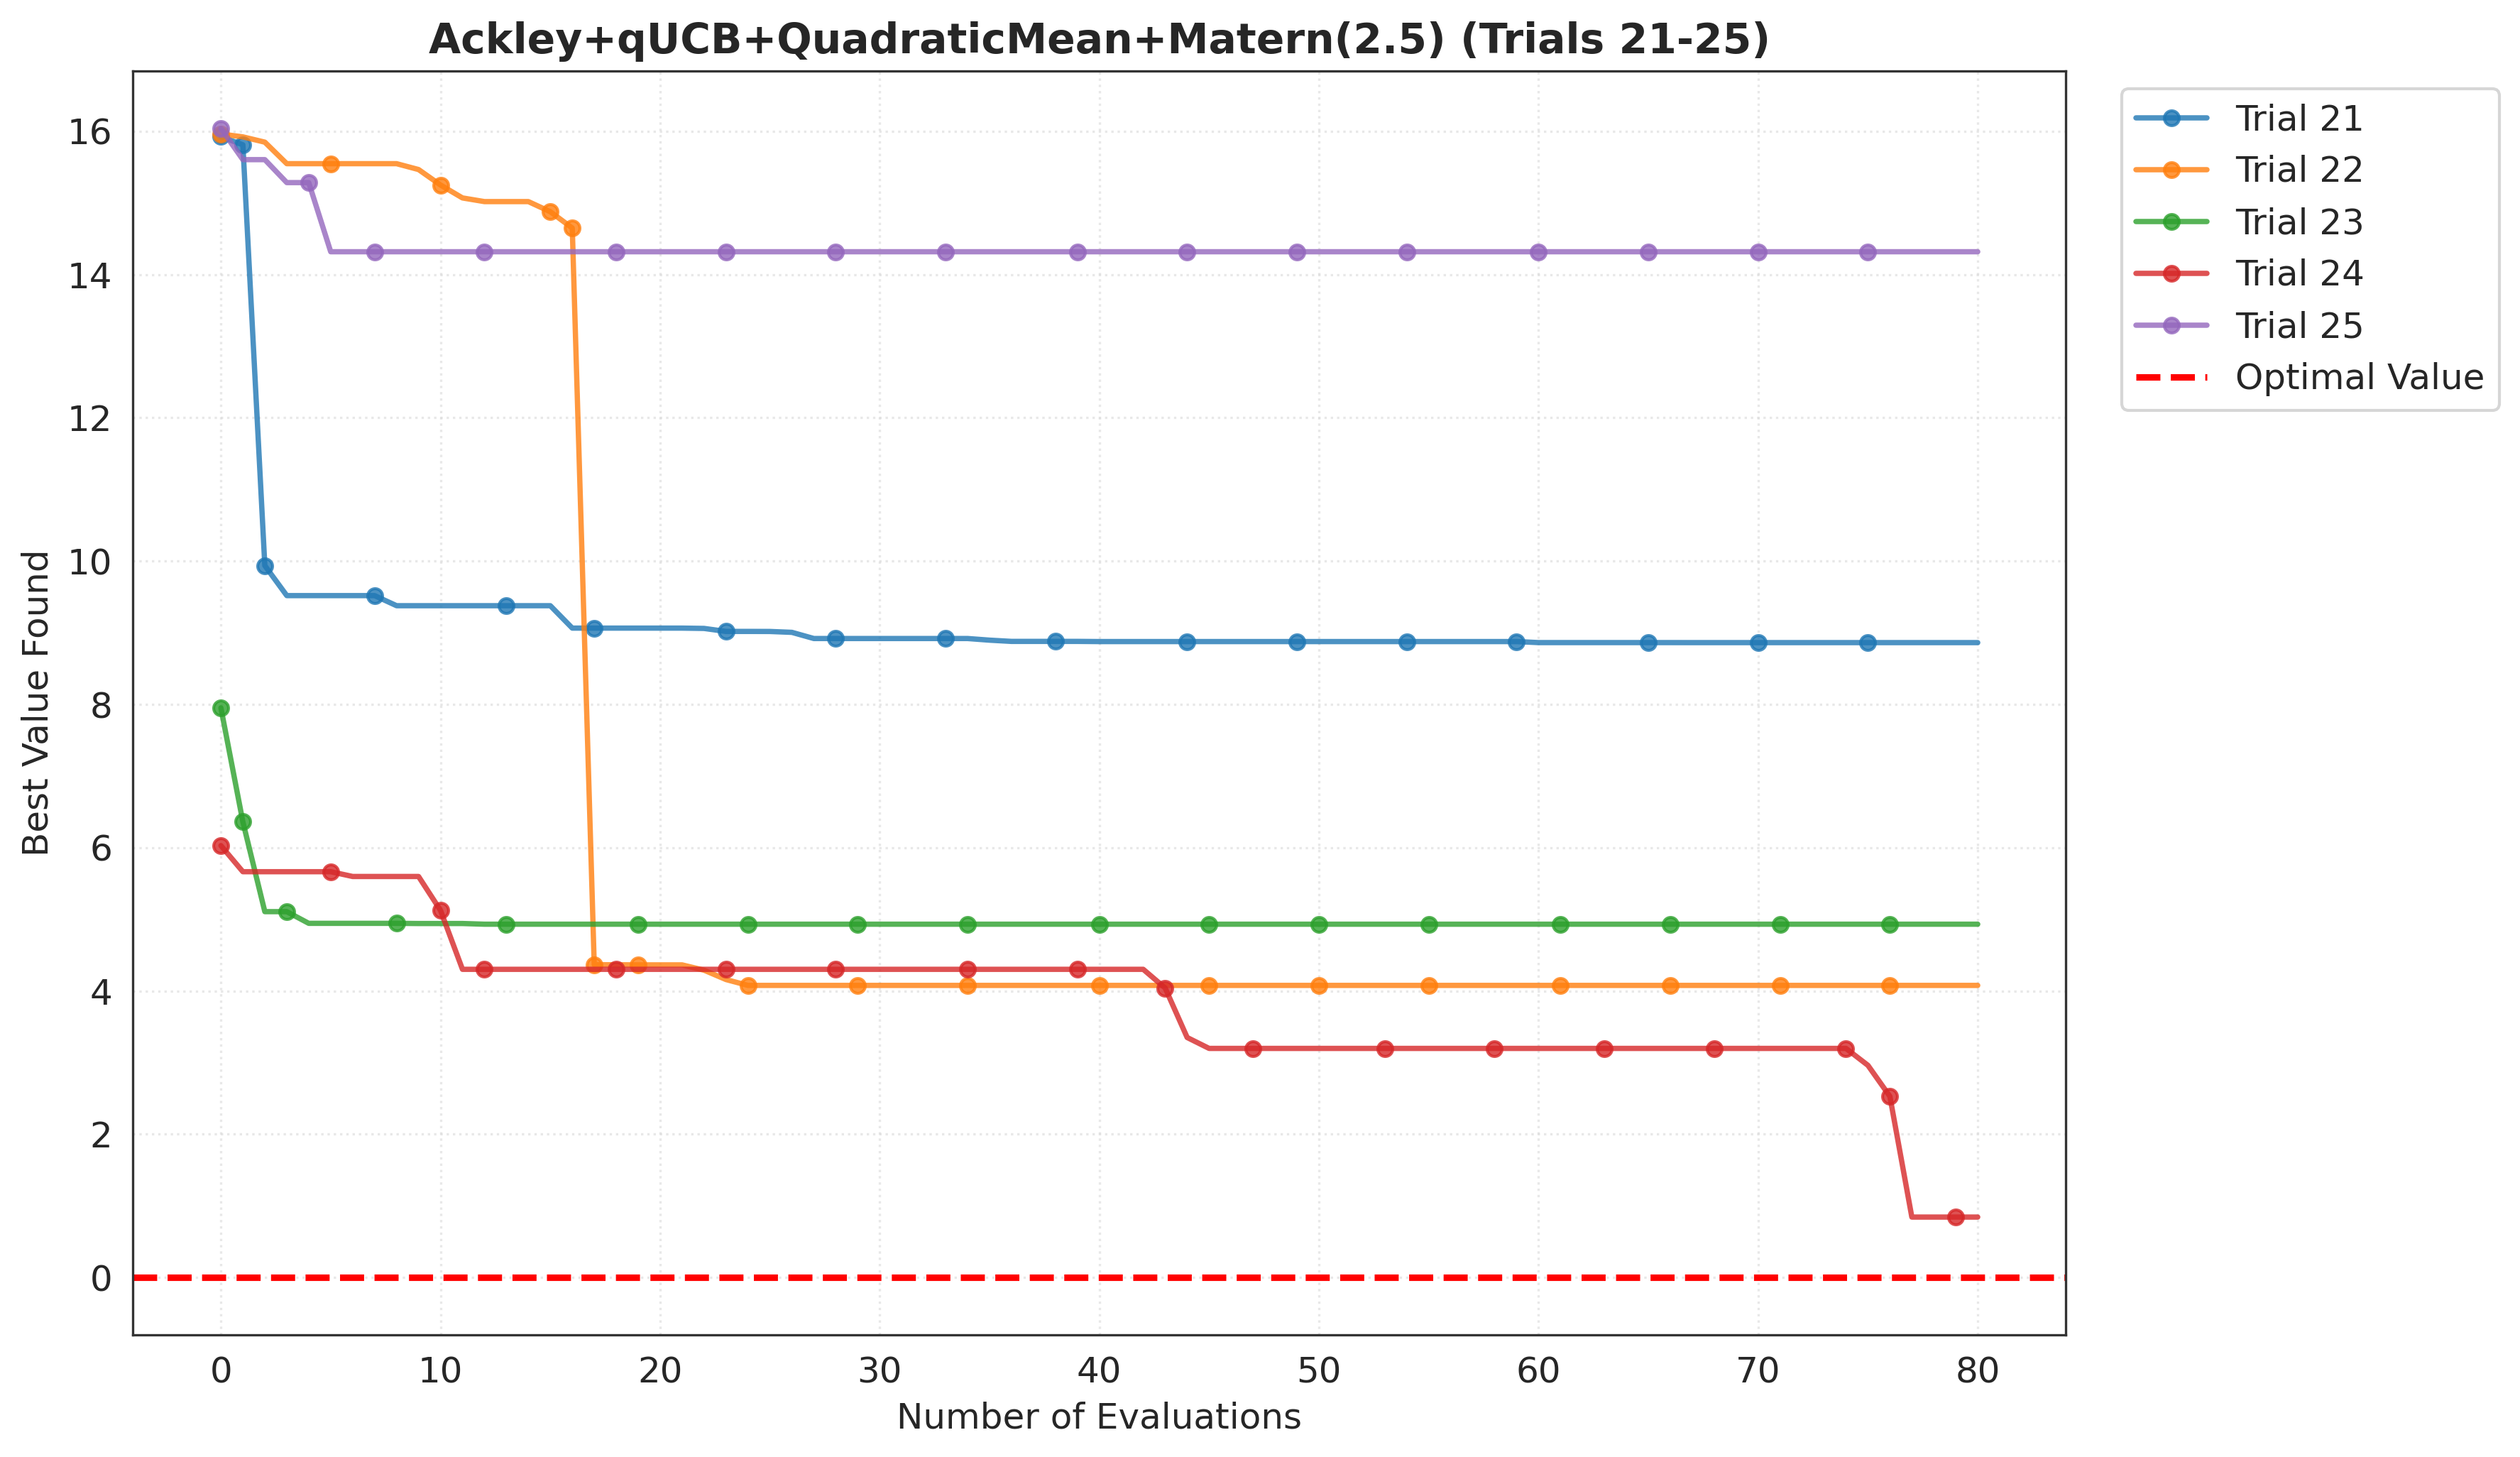 Ackley+qUCB+QuadraticMean+Matern(2.5) (Trials 21-25)
16
14
12
10
8
6
4
2
0
Best Value Found
0 10 20 30 40 50 60 70 80
Number of Evaluations
Trial 21
Trial 22
Trial 23
Trial 24
Trial 25
Optimal Value